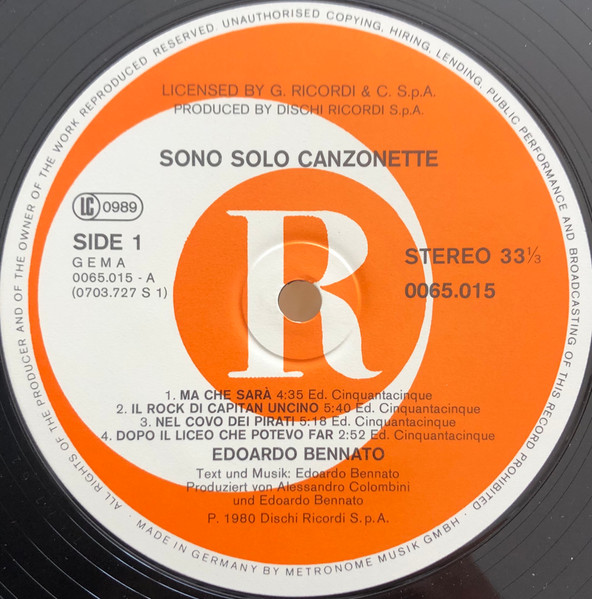 ALL RIGHTS OF THE PRODUCER AND OF THE OWNER OF THE WORK REPRODUCED RESERVED. UNAUTHORISED COPYING, HIRING, LENDING, PUBLIC PERFORMANCE AND BROADCASTING OF THIS RECORD PROHIBITED.
LICENSED BY G. RICORDI & C. S.p.A.
PRODUCED BY DISCHI RICORDI S.p.A.
SONO SOLO CANZONETTE
LC 0989
SIDE 1
GEMA
0065.015 - A
(0703.727 S 1)
R
STEREO 33⅓
0065.015
1. MA CHE SARÀ 4:35 Ed. Cinquantacinque
2. IL ROCK DI CAPITAN UNCINO 5:40 Ed. Cinquantacinque
3. NEL COVO DEI PIRATI 5:18 Ed. Cinquantacinque
4. DOPO IL LICEO CHE POTEVO FAR 2:52 Ed. Cinquantacinque
EDOARDO BENNATO
Text und Musik: Edoardo Bennato
Produziert von Alessandro Colombini
und Edoardo Bennato
P. 1980 Dischi Ricordi S.p.A.
· MADE IN GERMANY BY METRONOME MUSIK GMBH ·